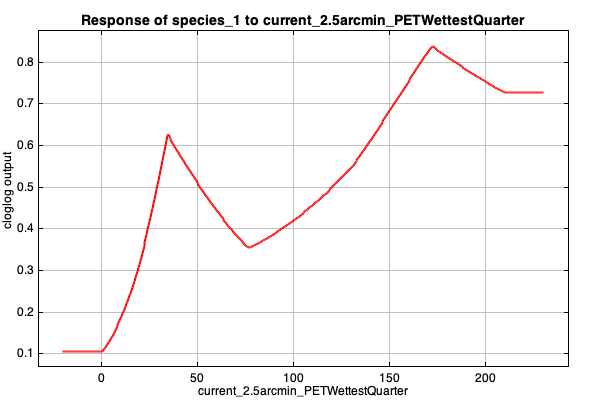 Response of species_1 to current_2.5arcmin_PETWettestQuarter
cloglog output
0.8
0.7
0.6
0.5
0.4
0.3
0.2
0.1
0 50 100 150 200
current_2.5arcmin_PETWettestQuarter